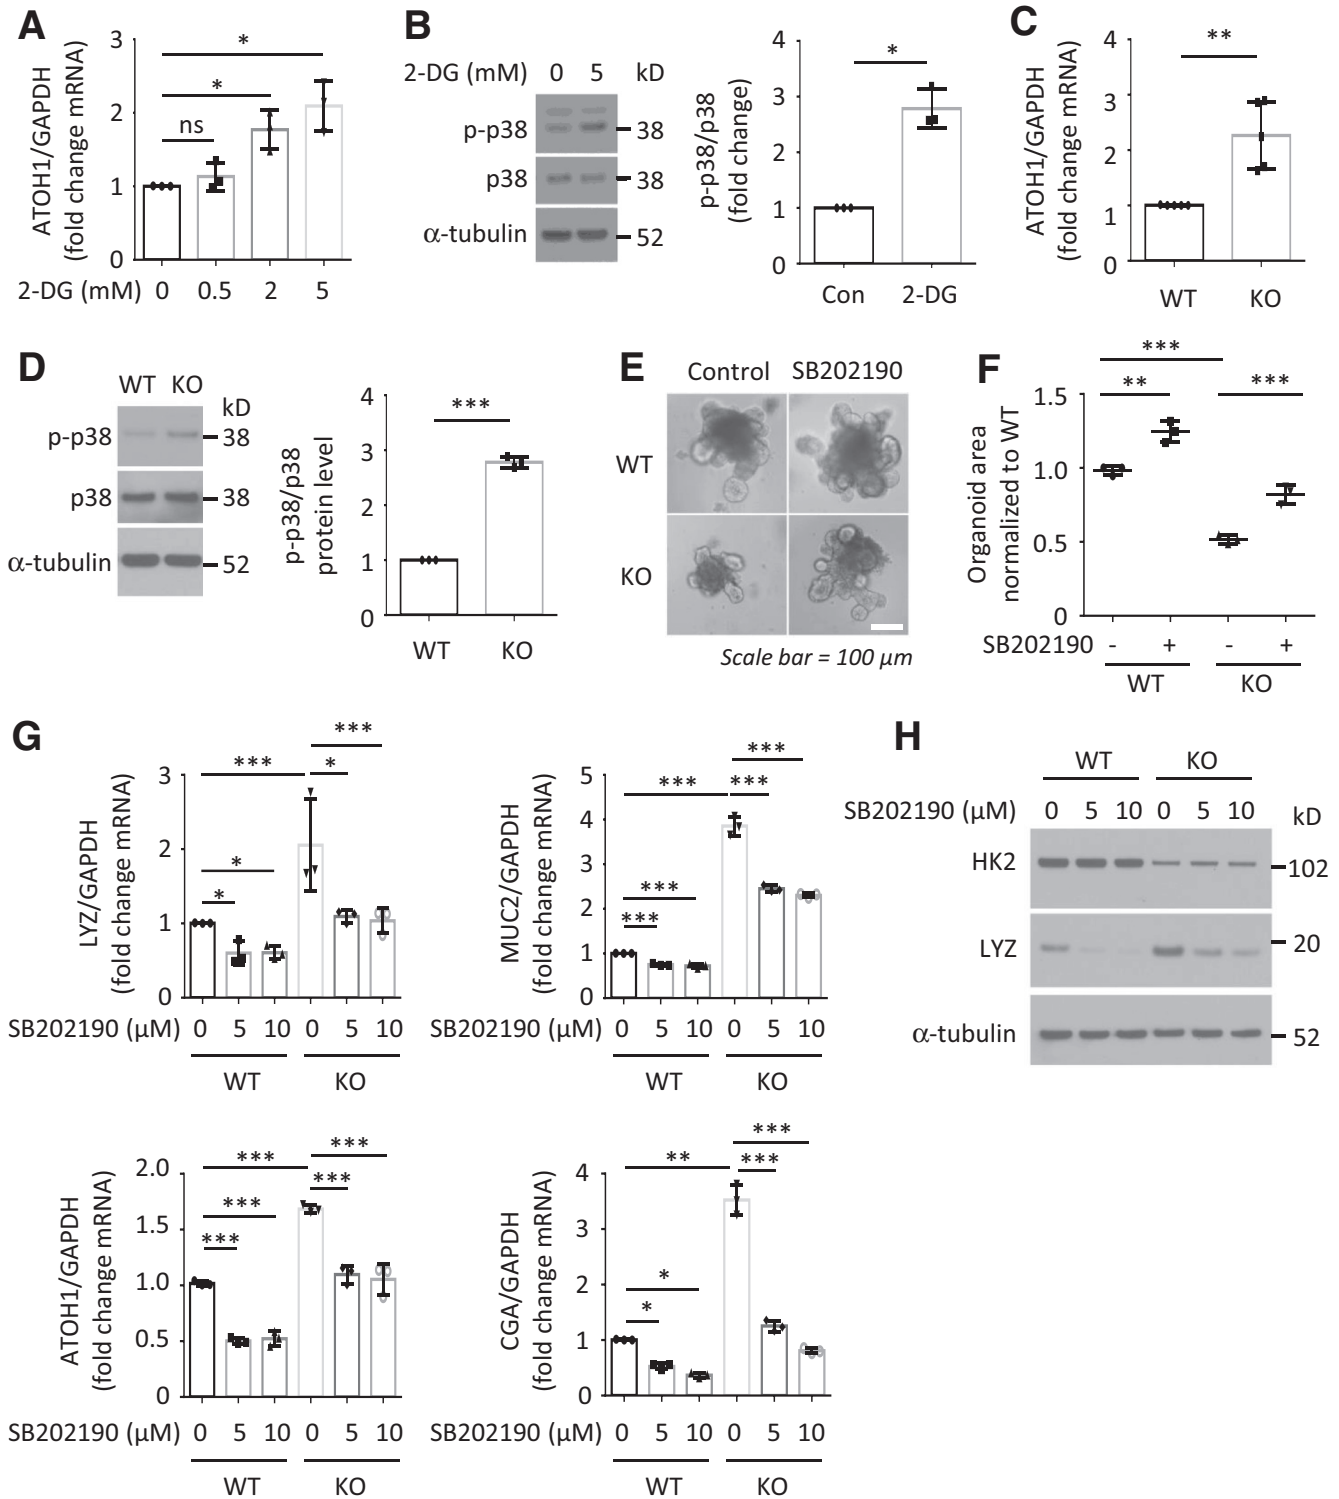 A
ATOH1/GAPDH
(fold change mRNA)
3
2
1
0
ns
*
*
2-DG (mM) 0 0.5 2 5
B
2-DG (mM) 0 5 kD
p-p38 38
p38 38
α-tubulin 52
p-p38/p38
(fold change)
4
3
2
1
0
*
Con 2-DG
C
ATOH1/GAPDH
(fold change mRNA)
4
3
2
1
0
**
WT KO
D
WT KO
kD
p-p38 38
p38 38
α-tubulin 52
p-p38/p38
protein level
4
3
2
1
0
***
WT KO
E
Control SB202190
WT
KO
Scale bar = 100 μm
F
Organoid area
normalized to WT
1.5
1.0
0.5
0
***
** ***
SB202190 - + - +
WT KO
G
LYZ/GAPDH
(fold change mRNA)
3
2
1
0
***
*** *
*
*
SB202190 (μM) 0 5 10 0 5 10
WT KO
MUC2/GAPDH
(fold change mRNA)
5
4
3
2
1
0
***
*** ***
***
***
SB202190 (μM) 0 5 10 0 5 10
WT KO
ATOH1/GAPDH
(fold change mRNA)
2.0
1.5
1.0
0.5
0
***
*** ***
***
***
SB202190 (μM) 0 5 10 0 5 10
WT KO
CGA/GAPDH
(fold change mRNA)
4
3
2
1
0
***
** ***
*
*
SB202190 (μM) 0 5 10 0 5 10
WT KO
H
WT KO
SB202190 (μM) 0 5 10 0 5 10 kD
HK2 102
LYZ 20
α-tubulin 52